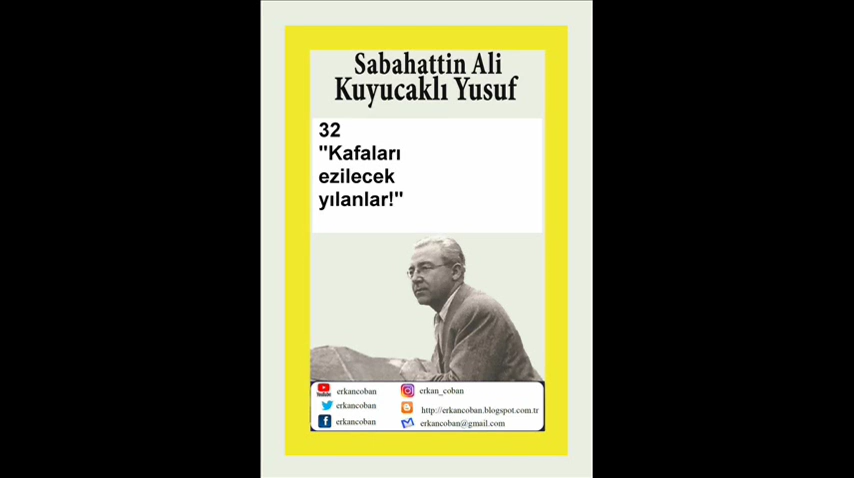 Sabahattin Ali
Kuyucaklı Yusuf
32
"Kafaları
ezilecek
yılanlar!"
YouTube
erkancoban
erkan_coban
erkancoban
http://erkancoban.blogspot.com.tr
erkancoban
erkancoban@gmail.com